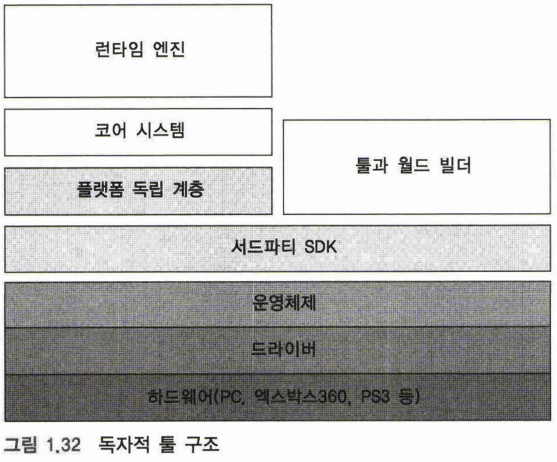 런타임 엔진
코어 시스템
툴과 월드 빌더
플랫폼 독립 계층
서드파티 SDK
운영체제
드라이버
하드웨어(PC, 엑스박스360, PS3 등)
그림 1.32 독자적 툴 구조